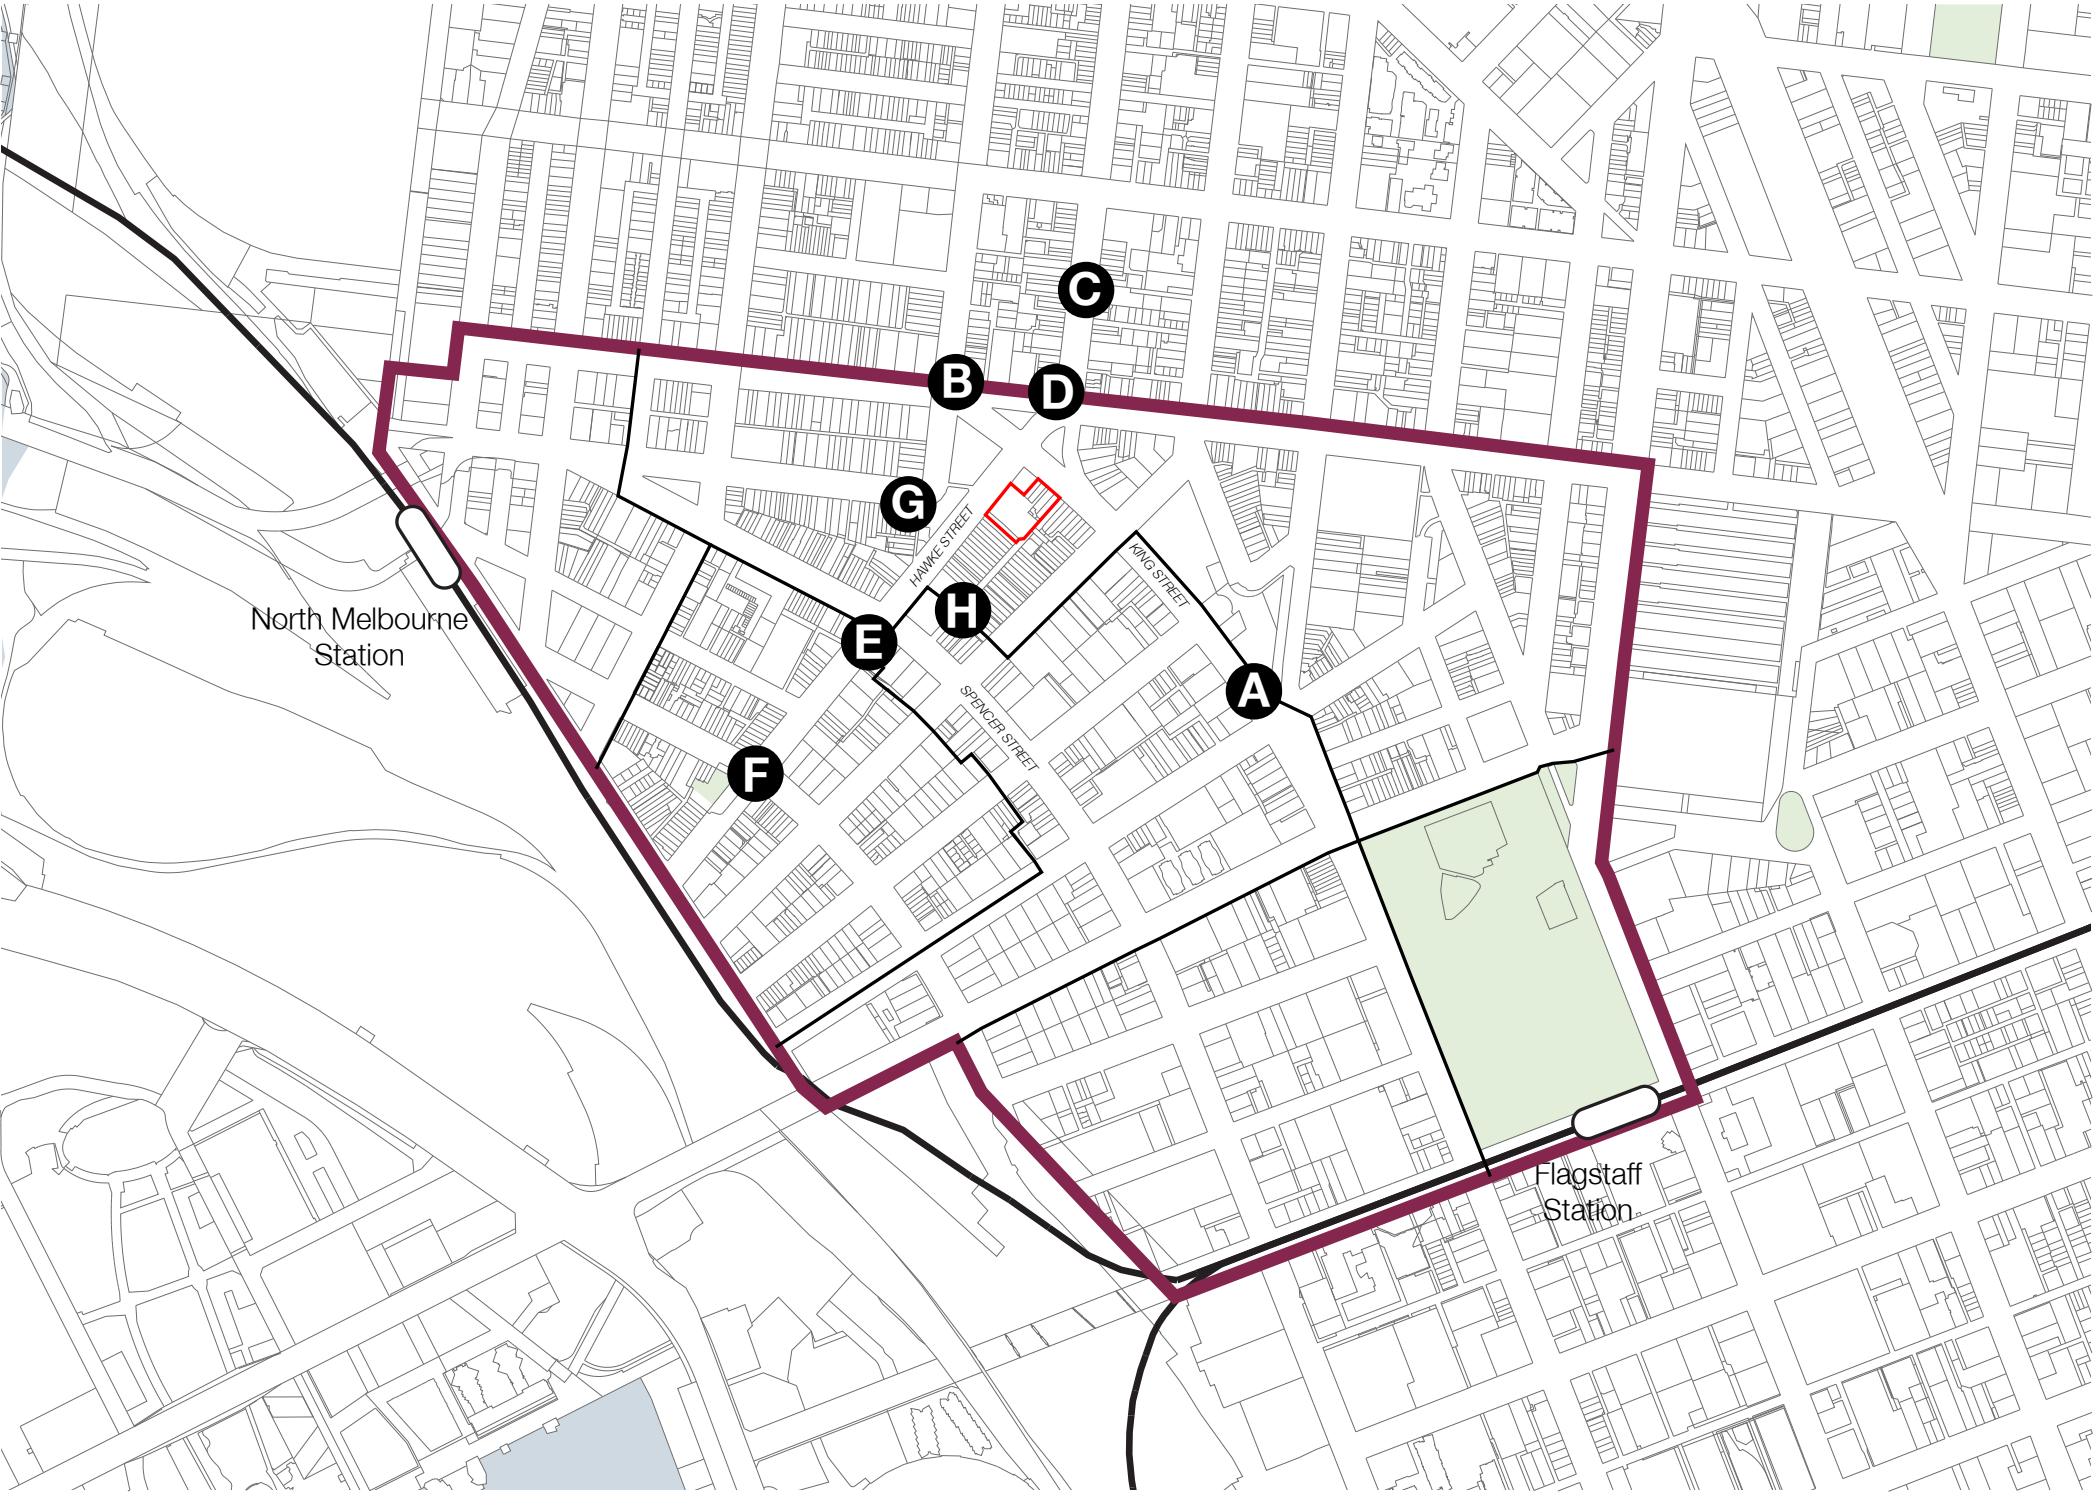 C
B
D
G
HAWKE STREET
KING STREET
H
E
North Melbourne
Station
A
SPENCER STREET
F
Flagstaff
Station